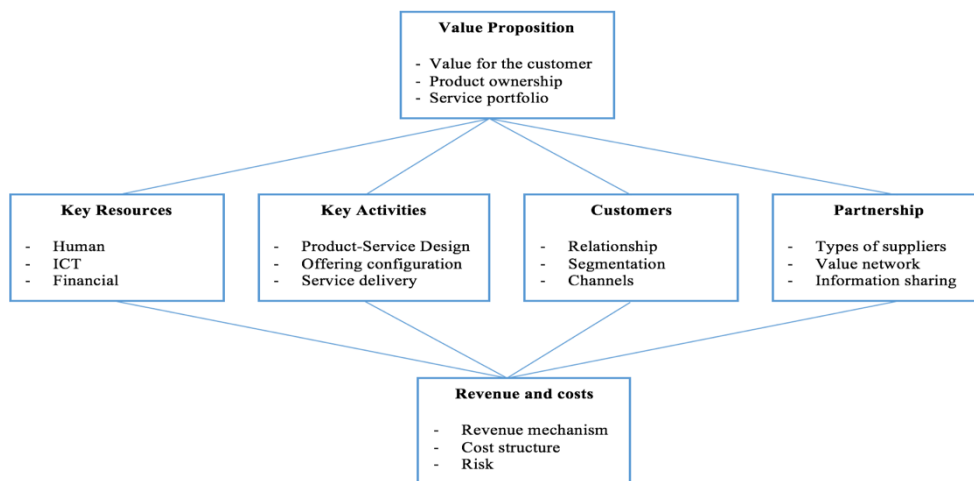 Value Proposition
- Value for the customer
- Product ownership
- Service portfolio
Key Resources
- Human
- ICT
- Financial
Key Activities
- Product-Service Design
- Offering configuration
- Service delivery
Customers
- Relationship
- Segmentation
- Channels
Partnership
- Types of suppliers
- Value network
- Information sharing
Revenue and costs
- Revenue mechanism
- Cost structure
- Risk